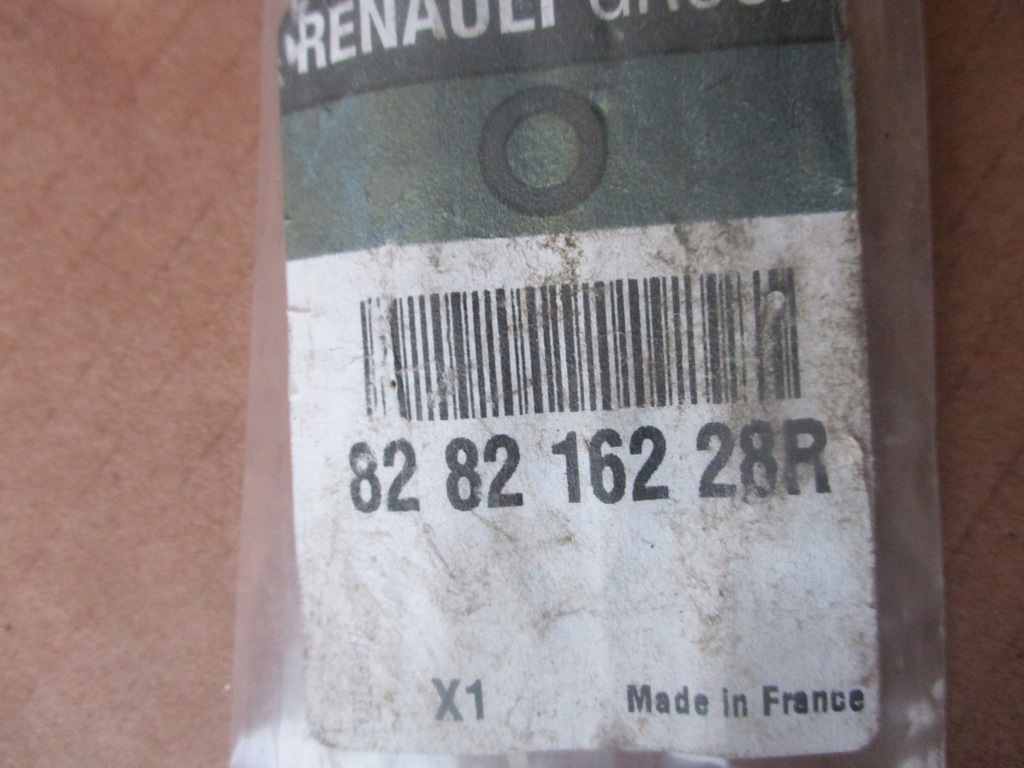 RENAULT
82 82 162 28R
X1
Made in France